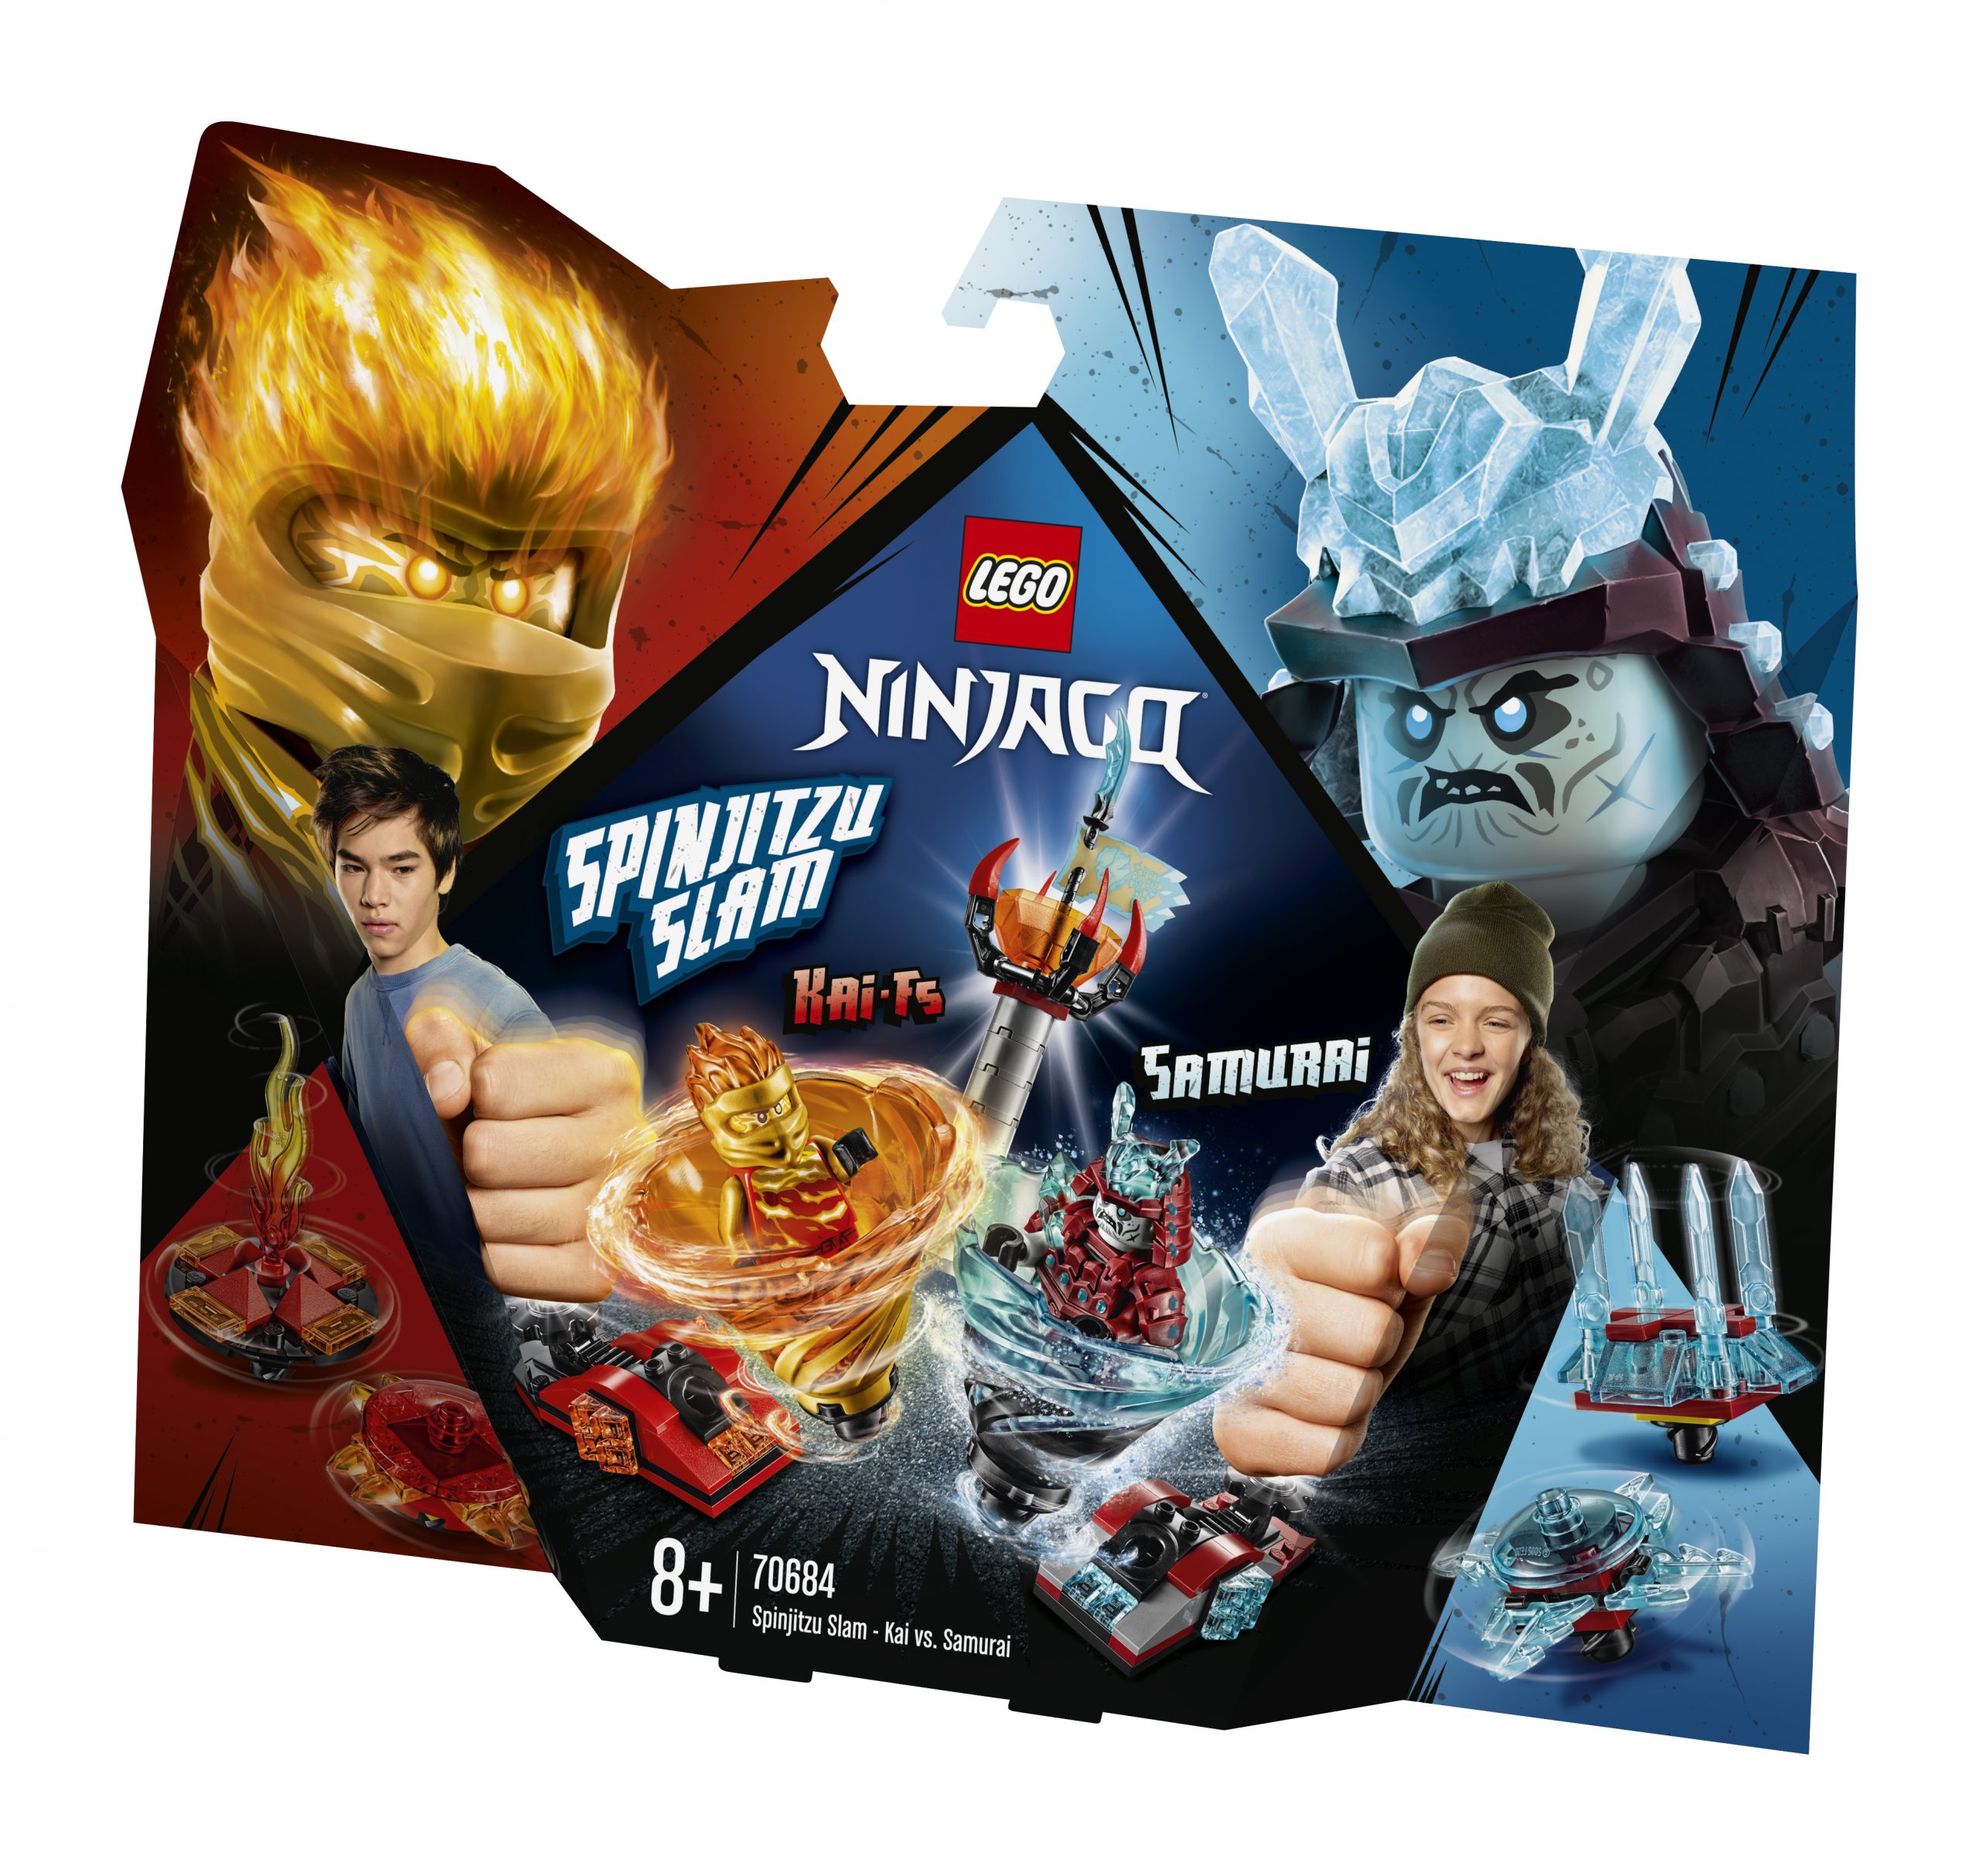 LEGO
NINJAGO
SPINJITZU
SLAM
Kai-Fs
SAMURAI
8+
70684
Spinjitzu Slam - Kai vs. Samurai